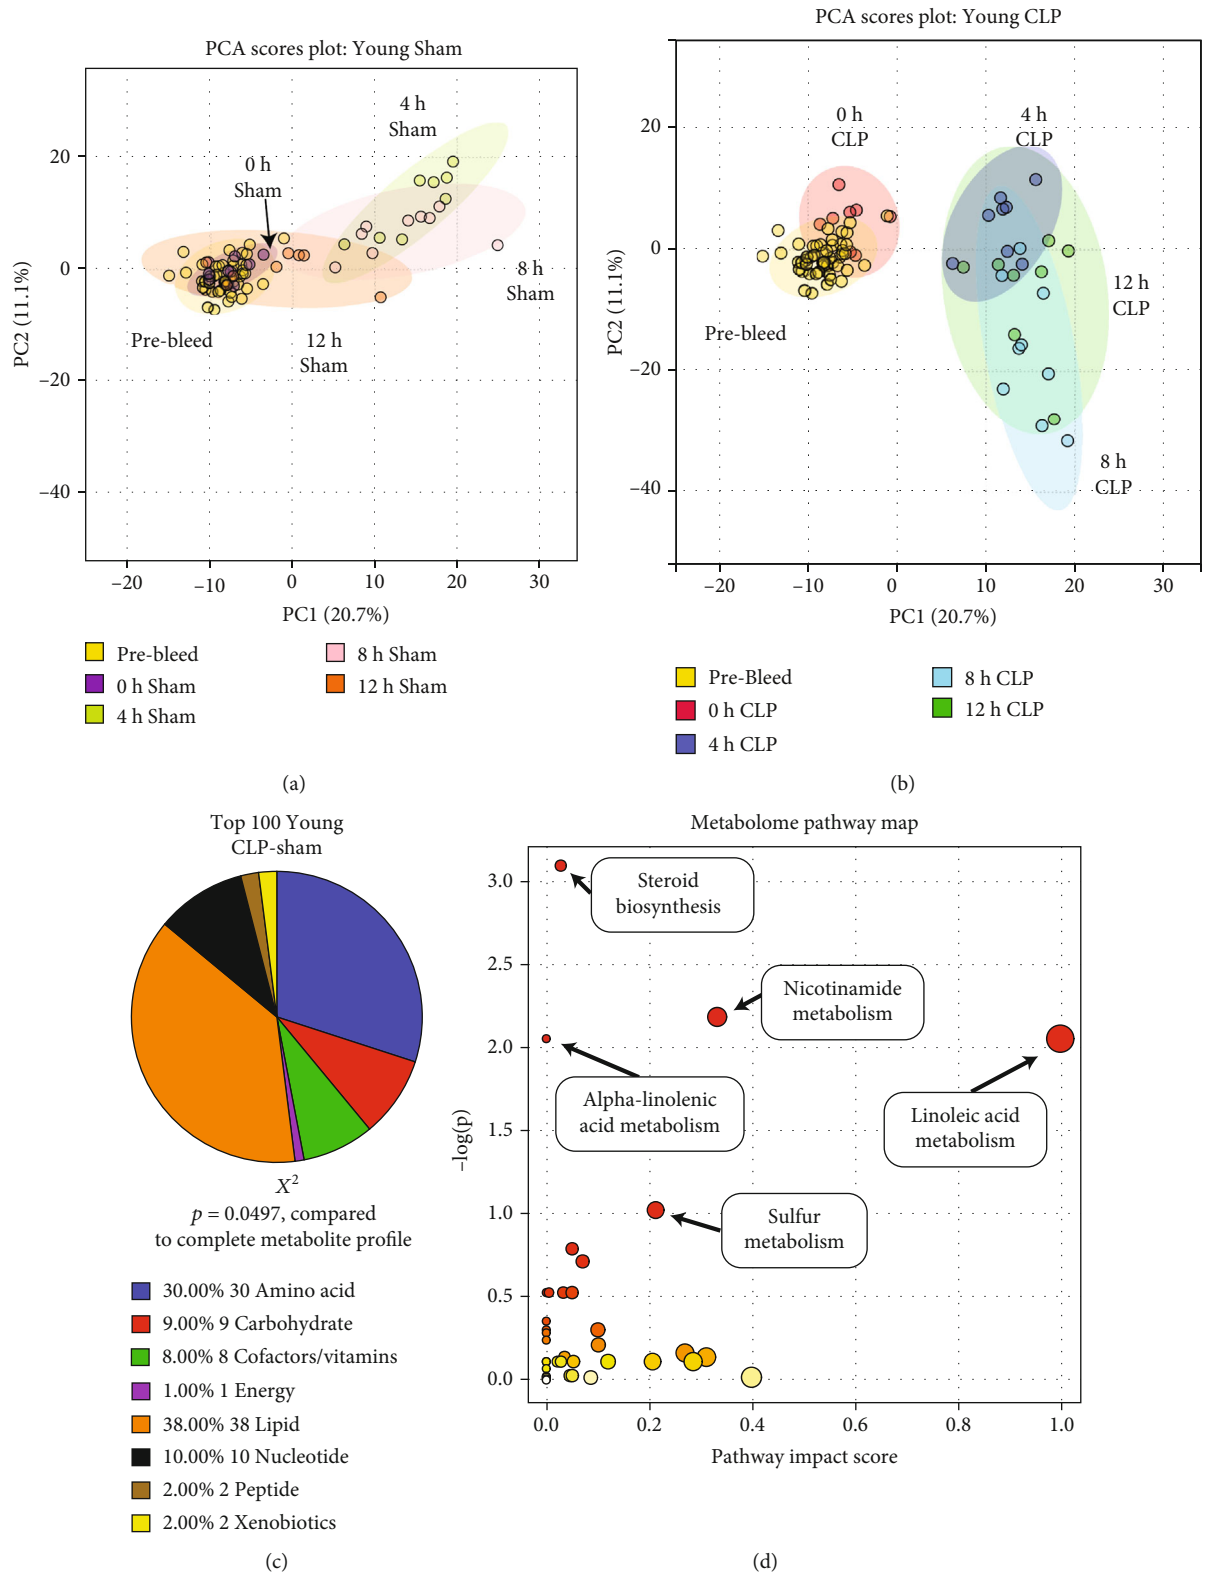 (a)
PCA scores plot: Young Sham
4 h
Sham
0 h
Sham
8 h
Sham
12 h
Sham
Pre-bleed
20
0
−20
−40
PC2 (11.1%)
−20
−10
0
10
20
30
PC1 (20.7%)
Pre-bleed
0 h Sham
4 h Sham
8 h Sham
12 h Sham
(b)
PCA scores plot: Young CLP
0 h
CLP
4 h
CLP
12 h
CLP
8 h
CLP
Pre-bleed
20
0
−20
−40
PC2 (11.1%)
−20
−10
0
10
20
30
PC1 (20.7%)
Pre-Bleed
0 h CLP
4 h CLP
8 h CLP
12 h CLP
Top 100 Young
CLP-sham
X²
p = 0.0497, compared
to complete metabolite profile
30.00% 30 Amino acid
9.00% 9 Carbohydrate
8.00% 8 Cofactors/vitamins
1.00% 1 Energy
38.00% 38 Lipid
10.00% 10 Nucleotide
2.00% 2 Peptide
2.00% 2 Xenobiotics
(c)
Metabolome pathway map
Steroid
biosynthesis
Nicotinamide
metabolism
Alpha-linolenic
acid metabolism
Linoleic acid
metabolism
Sulfur
metabolism
3.0
2.5
2.0
1.5
1.0
0.5
0.0
−log(p)
0.0
0.2
0.4
0.6
0.8
1.0
Pathway impact score
(d)